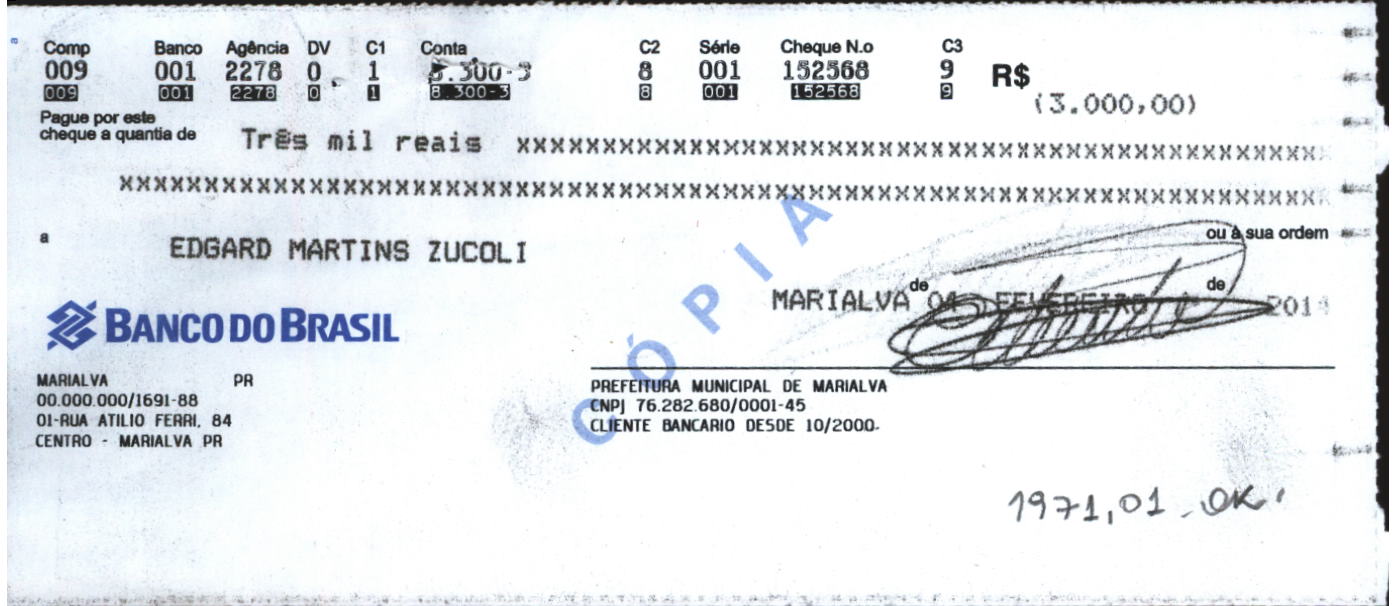 Comp Banco Agência DV C1 Conta C2 Série Cheque N.o C3
009 001 2278 0 1 8.300-3 8 001 152568 9 R$
009 001 2278 0 1 8.300-3 8 001 152568 9
(3.000,00)
Pague por este
cheque a quantia de Três mil reais xxxxxxxxxxxxxxxxxxxxxxxxxxxxxxxxxxxxxxxxxxxxxxxxxxxxxxxxxxxxxx
xxxxxxxxxxxxxxxxxxxxxxxxxxxxxxxxxxxxxxxxxxxxxxxxxxxxxxxxxxxxxxxxxxxxxxxxxxxxxxxx
a EDGARD MARTINS ZUCOLI ou à sua ordem
MARIALVA de FEVEREIRO de
CÓPIA
BANCO DO BRASIL
MARIALVA PR
00.000.000/1691-88
01-RUA ATILIO FERRI, 84
CENTRO - MARIALVA PR
PREFEITURA MUNICIPAL DE MARIALVA
CNPJ 76.282.680/0001-45
CLIENTE BANCARIO DESDE 10/2000
1971,01 - OK.